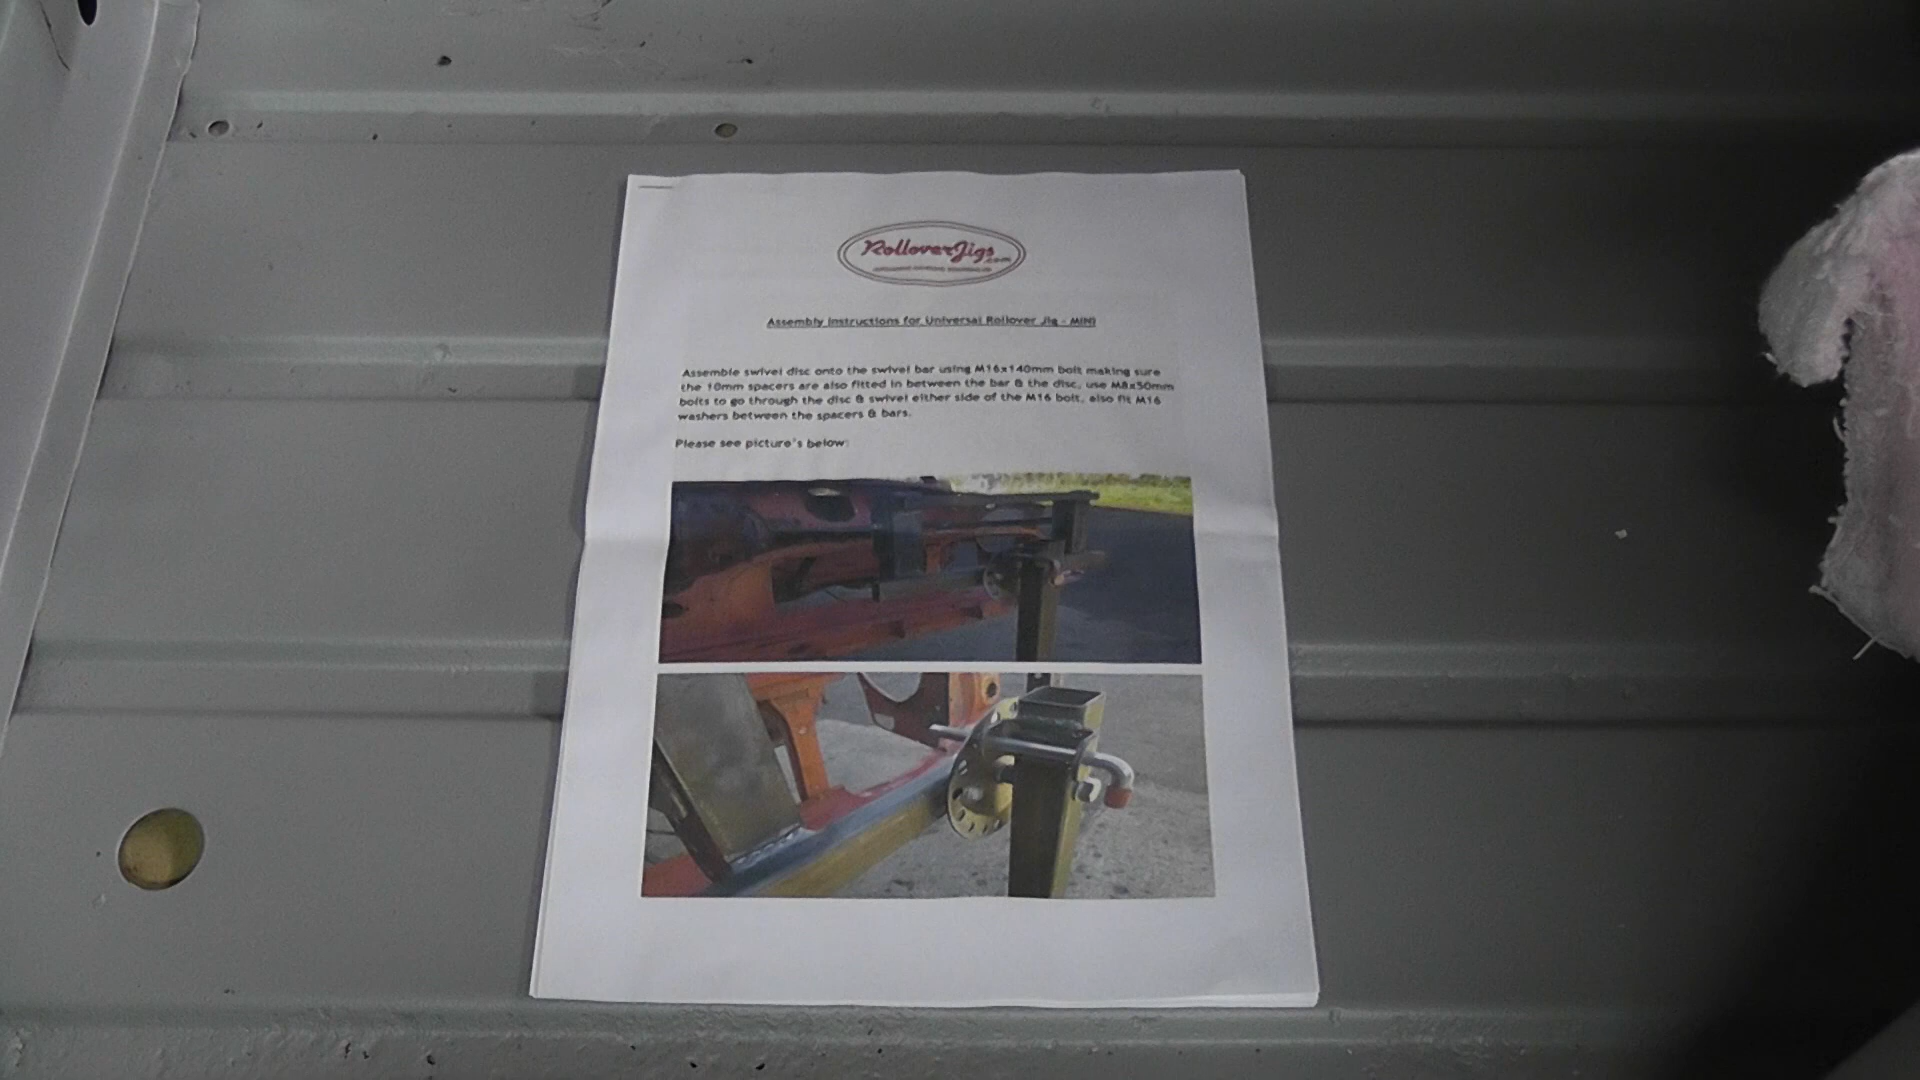 RolloverJigs
.com
Assembly Instructions for Universal Rollover Jig - MINI
Assemble swivel disc onto the swivel bar using M16x140mm bolt making sure
the 10mm spacers are also fitted in between the bar & the disc, use M8x50mm
bolts to go through the disc & swivel either side of the M16 bolt, also fit M16
washers between the spacers & bars.
Please see picture's below: